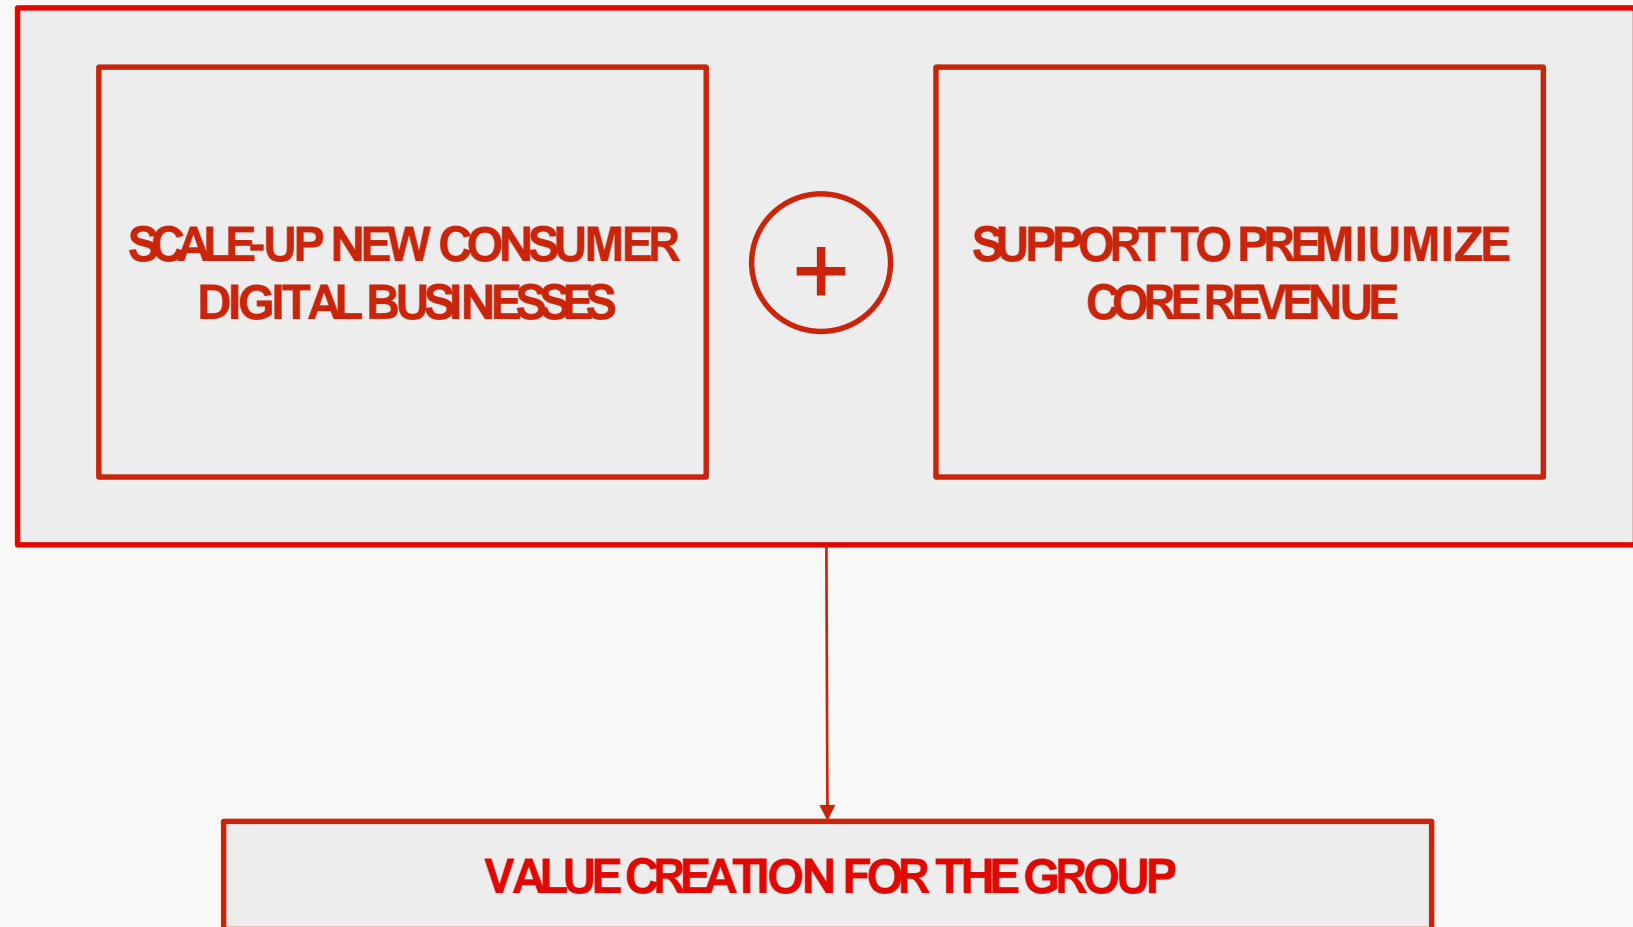 SCALE-UP NEW CONSUMER
DIGITAL BUSINESSES
+
SUPPORT TO PREMIUMIZE
CORE REVENUE
VALUE CREATION FOR THE GROUP